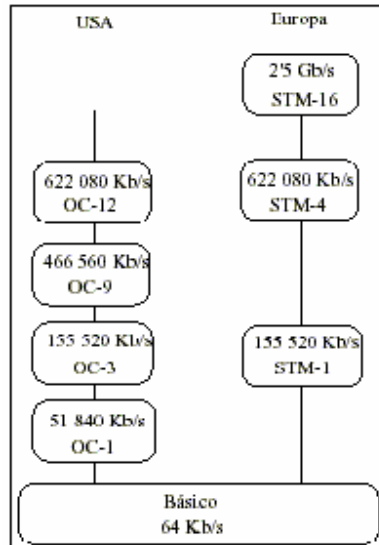 USA
Europa
2'5 Gb/s
STM-16
622 080 Kb/s
OC-12
622 080 Kb/s
STM-4
466 560 Kb/s
OC-9
155 520 Kb/s
OC-3
155 520 Kb/s
STM-1
51 840 Kb/s
OC-1
Básico
64 Kb/s